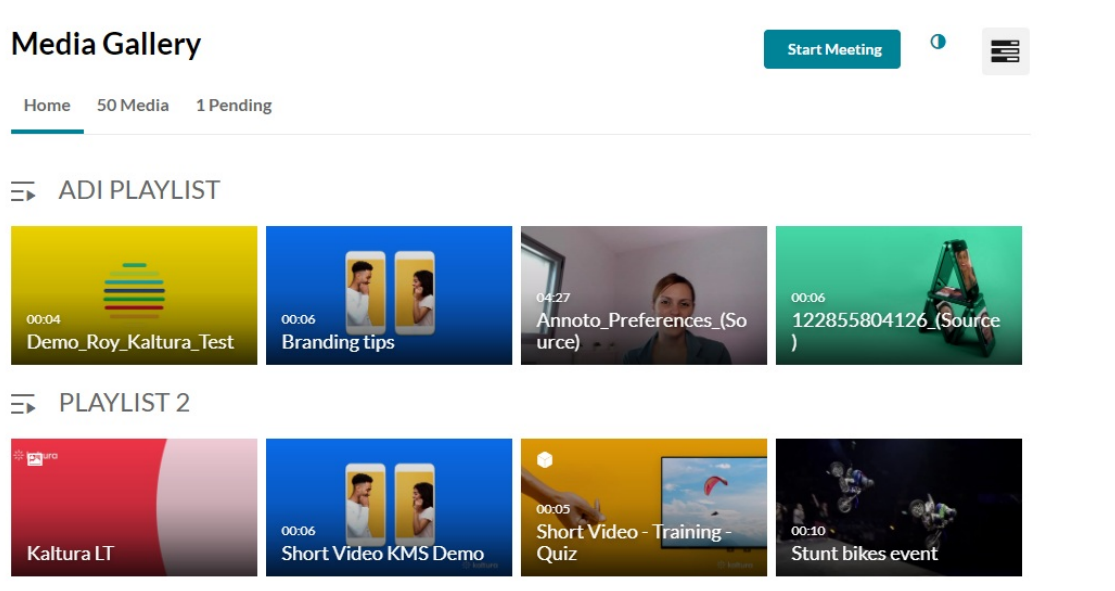 Media Gallery
Start Meeting
Home 50 Media 1 Pending
ADI PLAYLIST
00:04
Demo_Roy_Kaltura_Test
00:06
Branding tips
04:27
Annoto_Preferences_(So
urce)
00:06
122855804126_(Source
)
PLAYLIST 2
Kaltura LT
00:06
Short Video KMS Demo
kaltura
00:05
Short Video - Training -
Quiz
kaltura
00:10
Stunt bikes event